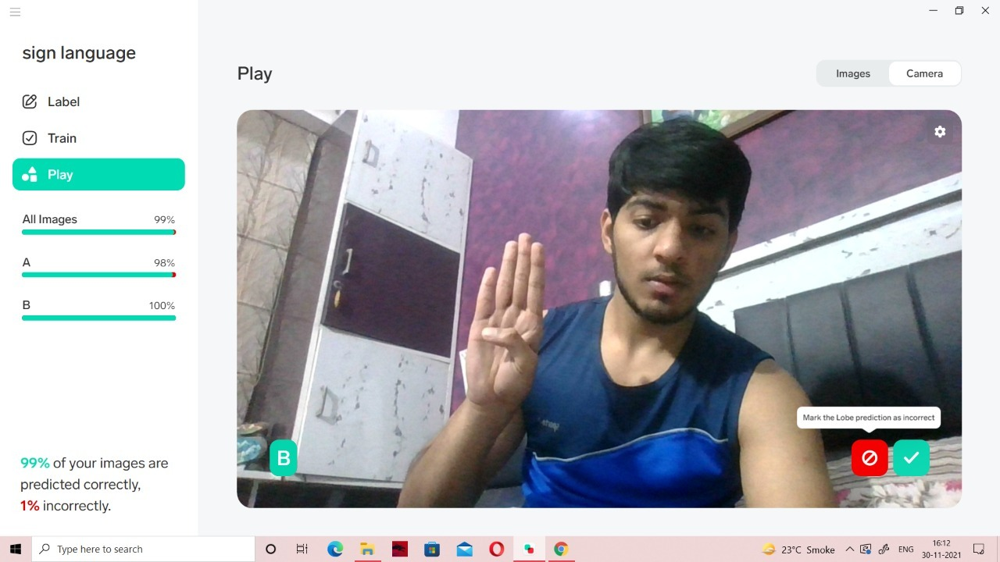 sign language
Label
Train
Play
All Images 99%
A 98%
B 100%
99% of your images are
predicted correctly,
1% incorrectly.
Play
Images Camera
Mark the Lobe prediction as incorrect
B
Type here to search
23°C Smoke
ENG
16:12
30-11-2021